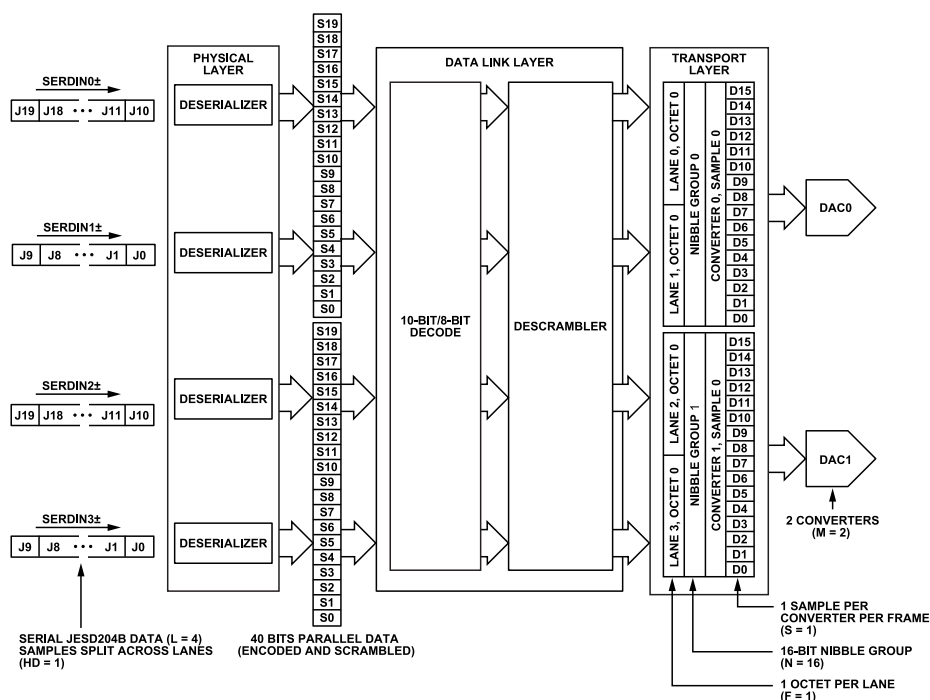 PHYSICAL
LAYER
DATA LINK LAYER
TRANSPORT
LAYER
SERDIN0±
J19 J18 ··· J11 J10
SERDIN1±
J9 J8 ··· J1 J0
SERDIN2±
J19 J18 ··· J11 J10
SERDIN3±
J9 J8 ··· J1 J0
DESERIALIZER
DESERIALIZER
DESERIALIZER
DESERIALIZER
S19
S18
S17
S16
S15
S14
S13
S12
S11
S10
S9
S8
S7
S6
S5
S4
S3
S2
S1
S0
S19
S18
S17
S16
S15
S14
S13
S12
S11
S10
S9
S8
S7
S6
S5
S4
S3
S2
S1
S0
10-BIT/8-BIT
DECODE
DESCRAMBLER
LANE 0, OCTET 0
LANE 1, OCTET 0
NIBBLE GROUP 0
CONVERTER 0, SAMPLE 0
D15
D14
D13
D12
D11
D10
D9
D8
D7
D6
D5
D4
D3
D2
D1
D0
LANE 2, OCTET 0
LANE 3, OCTET 0
NIBBLE GROUP 1
CONVERTER 1, SAMPLE 0
D15
D14
D13
D12
D11
D10
D9
D8
D7
D6
D5
D4
D3
D2
D1
D0
DAC0
DAC1
2 CONVERTERS
(M = 2)
SERIAL JESD204B DATA (L = 4)
SAMPLES SPLIT ACROSS LANES
(HD = 1)
40 BITS PARALLEL DATA
(ENCODED AND SCRAMBLED)
1 SAMPLE PER
CONVERTER PER FRAME
(S = 1)
16-BIT NIBBLE GROUP
(N = 16)
1 OCTET PER LANE
(F = 1)